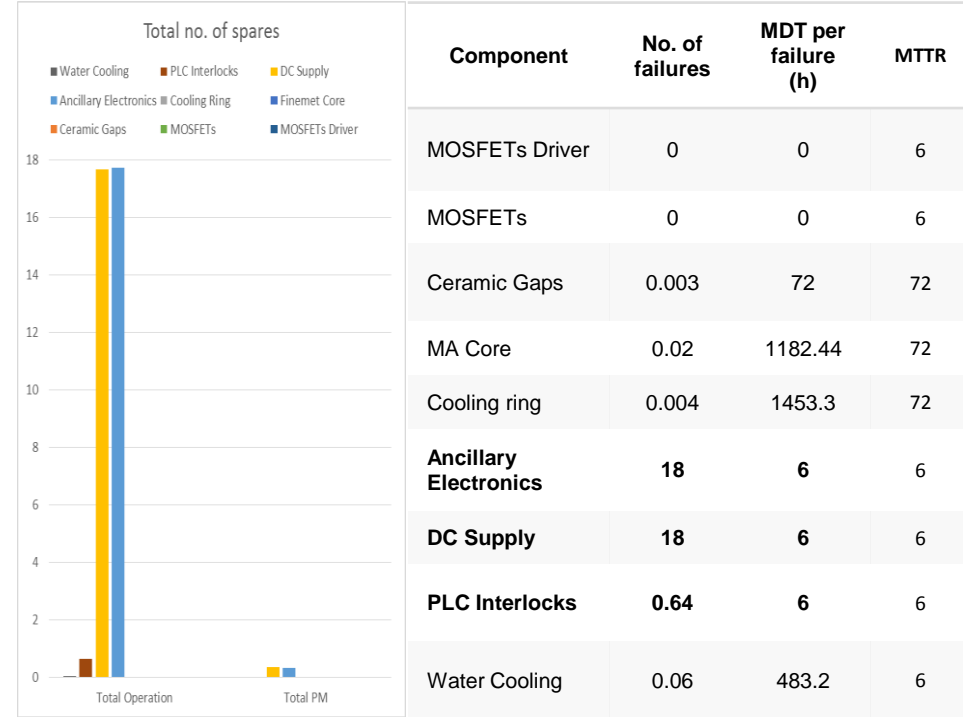 Total no. of spares
Water Cooling PLC Interlocks DC Supply
Ancillary Electronics Cooling Ring Finemet Core
Ceramic Gaps MOSFETs MOSFETs Driver
18
16
14
12
10
8
6
4
2
0
Total Operation Total PM
Component No. of failures MDT per failure (h) MTTR
MOSFETs Driver 0 0 6
MOSFETs 0 0 6
Ceramic Gaps 0.003 72 72
MA Core 0.02 1182.44 72
Cooling ring 0.004 1453.3 72
Ancillary Electronics 18 6 6
DC Supply 18 6 6
PLC Interlocks 0.64 6 6
Water Cooling 0.06 483.2 6